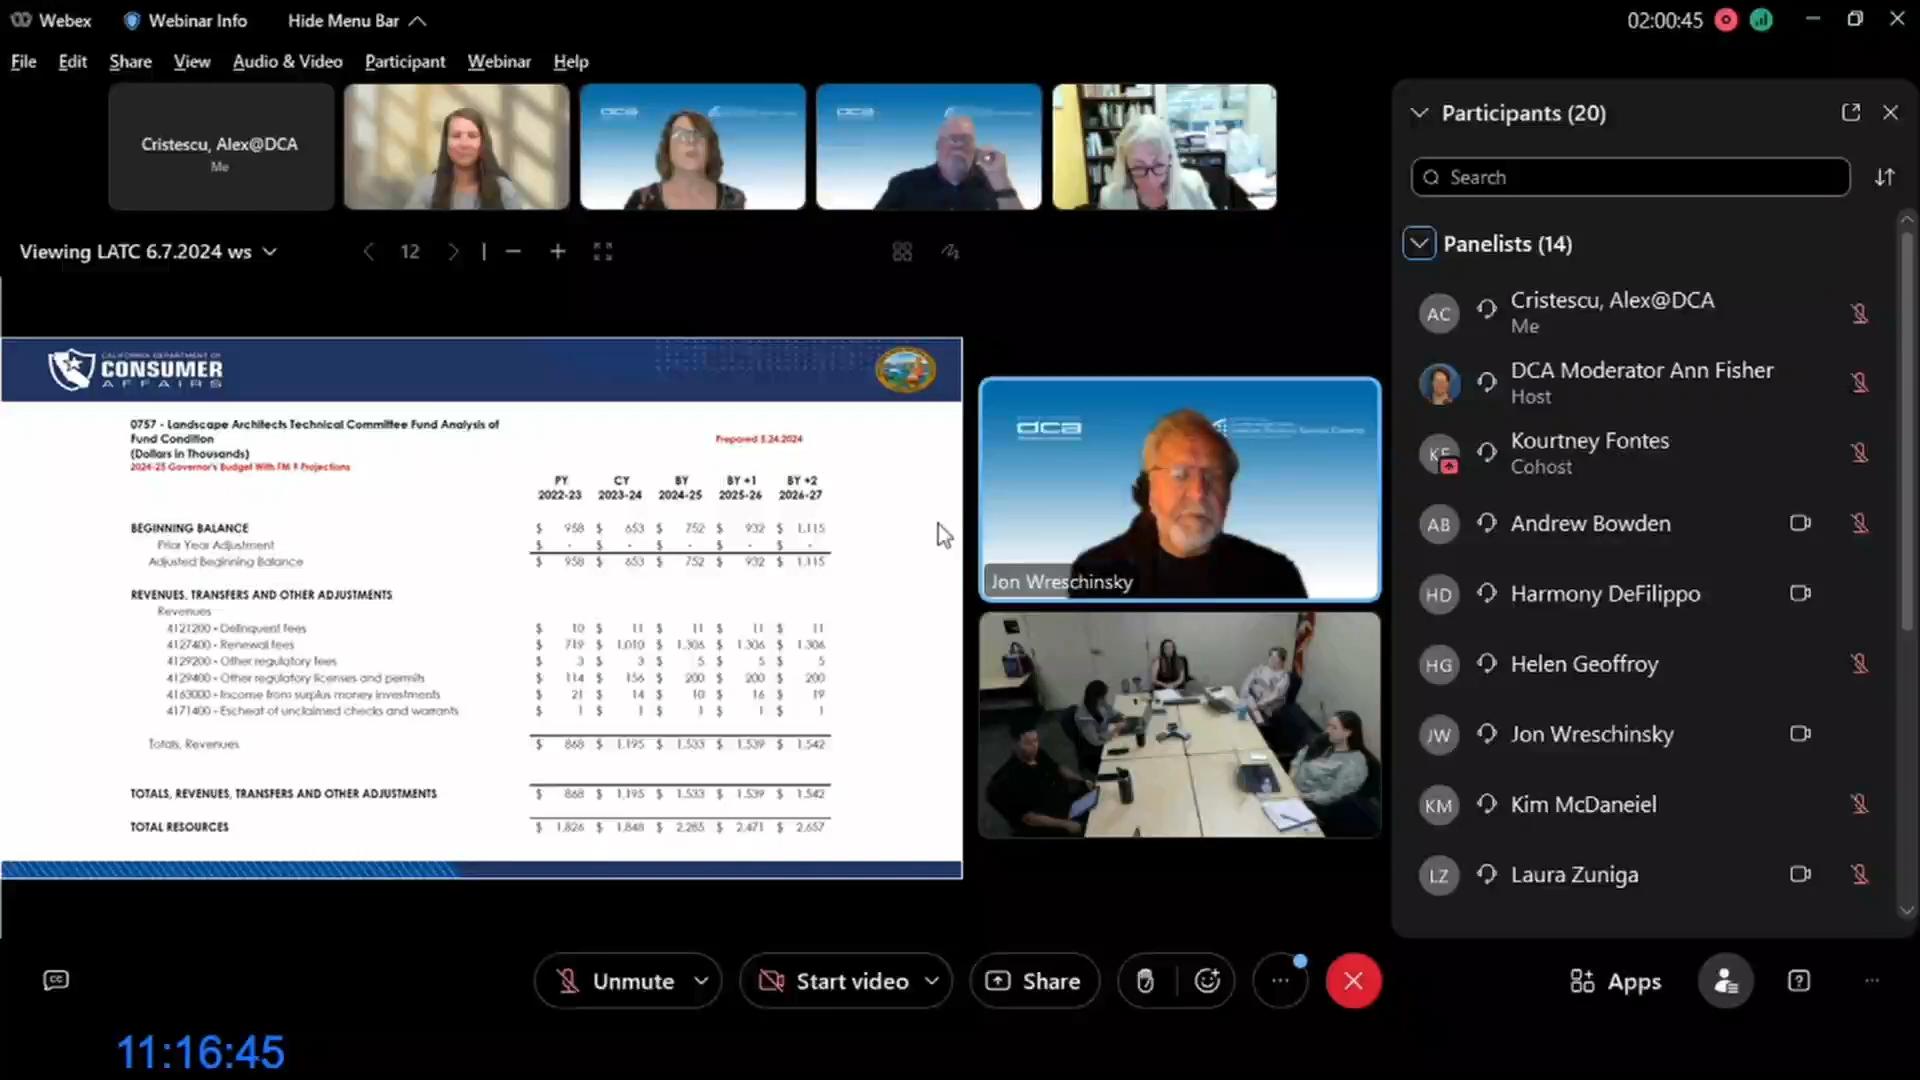 Webex Webinar Info Hide Menu Bar 02:00:45
File Edit Share View Audio & Video Participant Webinar Help
Cristescu, Alex@DCA
Me
dca
dca
Viewing LATC 6.7.2024 ws 12
CALIFORNIA DEPARTMENT OF
CONSUMER
AFFAIRS
0757 - Landscape Architects Technical Committee Fund Analysis of
Fund Condition
Prepared 5.24.2024
(Dollars in Thousands)
2024-25 Governor's Budget With FM 9 Projections
PY CY BY BY +1 BY +2
2022-23 2023-24 2024-25 2025-26 2026-27
BEGINNING BALANCE $ 958 $ 653 $ 752 $ 932 $ 1,115
Prior Year Adjustment $ - $ - $ - $ - $ -
Adjusted Beginning Balance $ 958 $ 653 $ 752 $ 932 $ 1,115
REVENUES, TRANSFERS AND OTHER ADJUSTMENTS
Revenues
4121200 - Delinquent fees $ 10 $ 11 $ 11 $ 11 $ 11
4127400 - Renewal fees $ 719 $ 1,010 $ 1,306 $ 1,306 $ 1,306
4129200 - Other regulatory fees $ 3 $ 3 $ 5 $ 5 $ 5
4129400 - Other regulatory licenses and permits $ 114 $ 156 $ 200 $ 200 $ 200
4163000 - Income from surplus money investments $ 21 $ 14 $ 10 $ 16 $ 19
4171400 - Escheat of unclaimed checks and warrants $ 1 $ 1 $ 1 $ 1 $ 1
Totals, Revenues $ 868 $ 1,195 $ 1,533 $ 1,539 $ 1,542
TOTALS, REVENUES, TRANSFERS AND OTHER ADJUSTMENTS $ 868 $ 1,195 $ 1,533 $ 1,539 $ 1,542
TOTAL RESOURCES $ 1,826 $ 1,848 $ 2,285 $ 2,471 $ 2,657
dca
Jon Wreschinsky
Participants (20)
Search
Panelists (14)
AC Cristescu, Alex@DCA
Me
DCA Moderator Ann Fisher
Host
KF Kourtney Fontes
Cohost
AB Andrew Bowden
HD Harmony DeFilippo
HG Helen Geoffroy
JW Jon Wreschinsky
KM Kim McDaneiel
LZ Laura Zuniga
CC Unmute Start video Share Apps
11:16:45